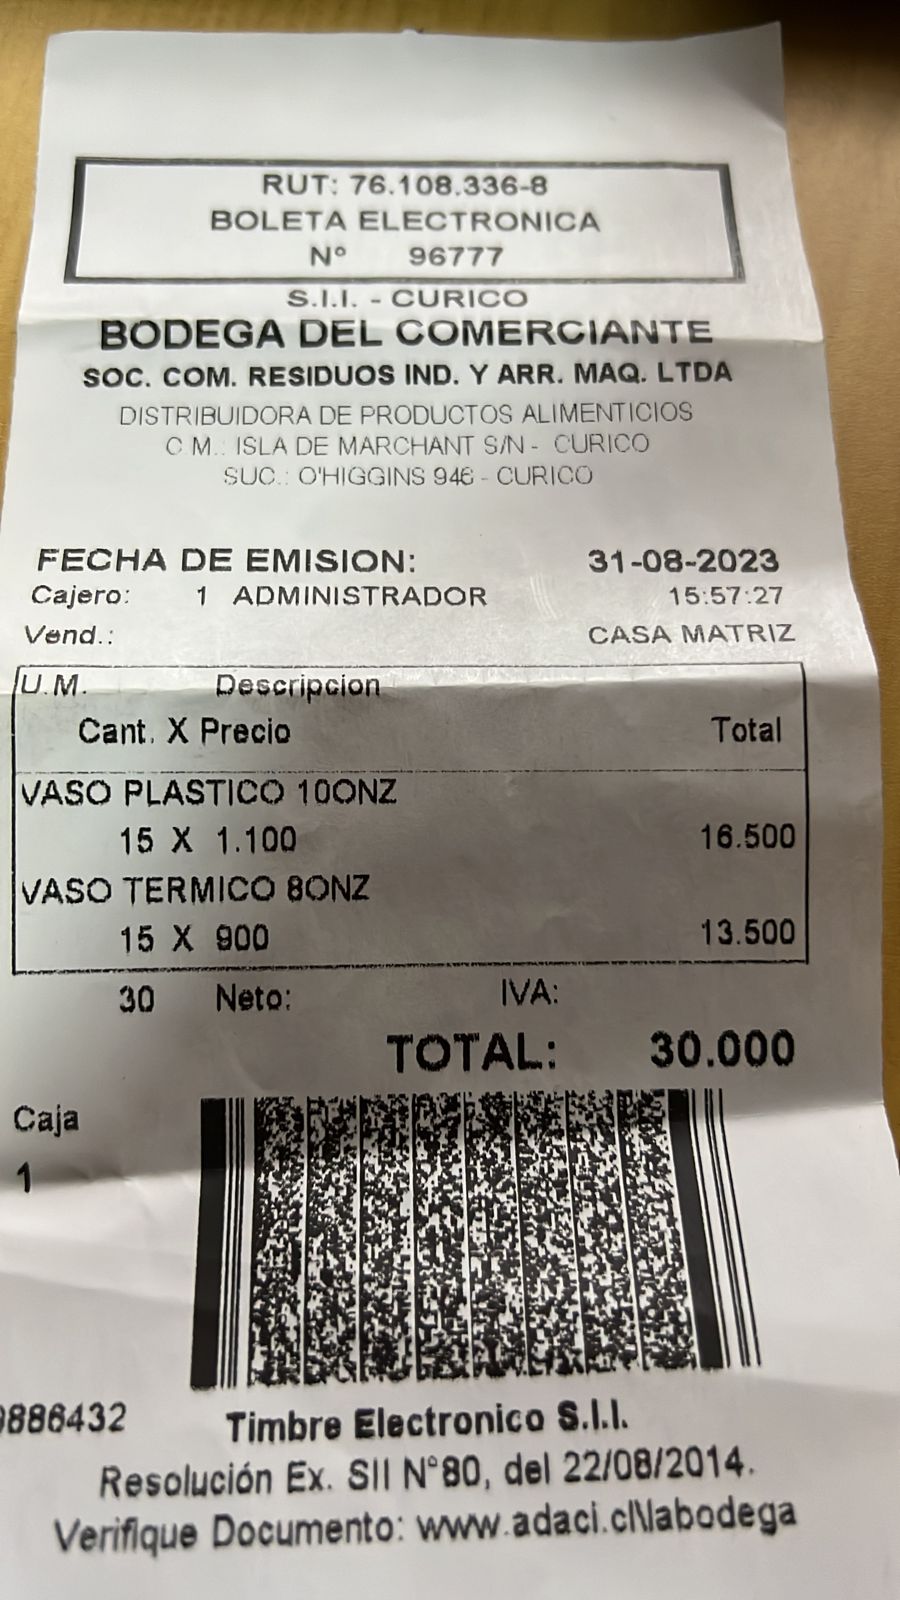 RUT: 76.108.336-8
BOLETA ELECTRONICA
Nº 96777
S.I.I. - CURICO
BODEGA DEL COMERCIANTE
SOC. COM. RESIDUOS IND. Y ARR. MAQ. LTDA
DISTRIBUIDORA DE PRODUCTOS ALIMENTICIOS
C M.: ISLA DE MARCHANT S/N - CURICO
SUC.: O'HIGGINS 946 - CURICO
FECHA DE EMISION: 31-08-2023
Cajero: 1 ADMINISTRADOR 15:57:27
Vend.: CASA MATRIZ
U.M. Descripcion
Cant. X Precio Total
VASO PLASTICO 10ONZ
15 X 1.100 16.500
VASO TERMICO 8ONZ
15 X 900 13.500
30 Neto: IVA:
TOTAL: 30.000
Caja
1
9886432 Timbre Electronico S.I.I.
Resolución Ex. SII N°80, del 22/08/2014.
Verifique Documento: www.adaci.cl\labodega